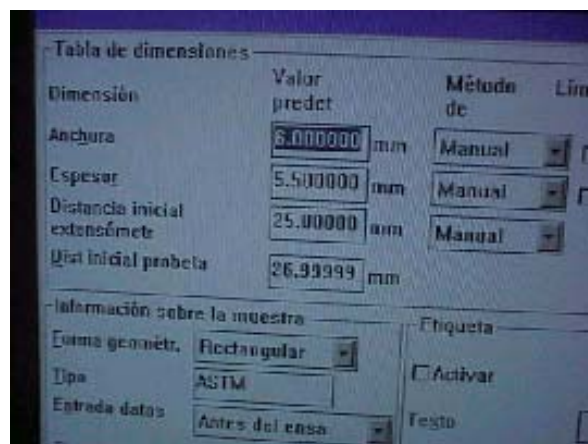 Tabla de dimensiones
Dimensión Valor predet Método de
Anchura 6.000000 mm Manual
Espesor 5.500000 mm Manual
Distancia inicial extensómetr 25.00000 mm Manual
Dist inicial probeta 26.99999 mm
Información sobre la muestra
Forma geométr. Rectangular
Tipo ASTM
Entrada datos Antes del ensa
Etiqueta
Activar
Texto